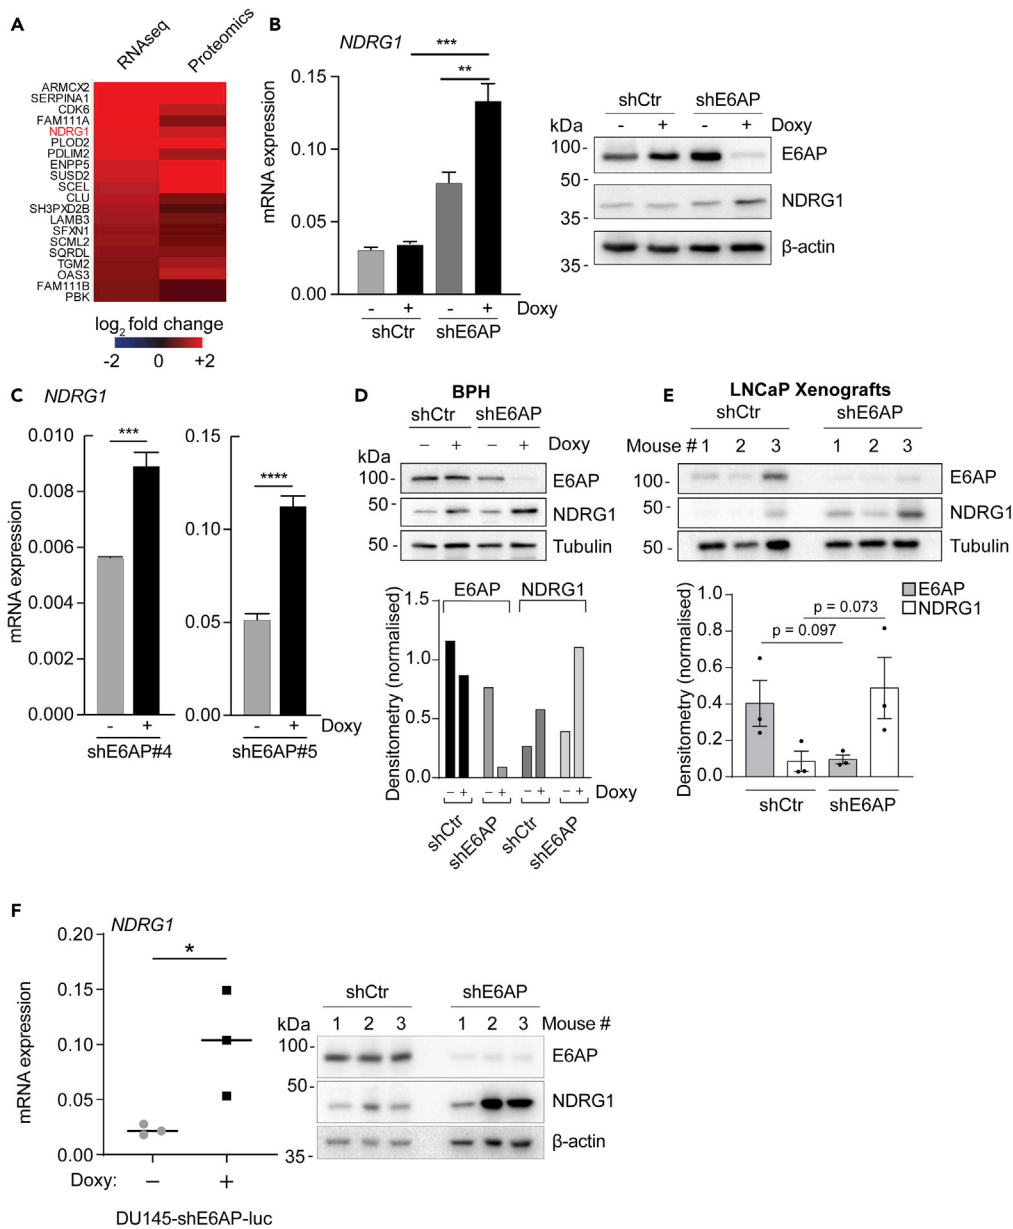 A
RNAseq
Proteomics
ARMCX2
SERPINA1
CDK6
FAM111A
NDRG1
PLOD2
PDLIM2
ENPP5
SUSD2
SCEL
CLU
SH3PXD2B
LAMB3
SFXN1
SCML2
SQRDL
TGM2
OAS3
FAM111B
PBK
log2 fold change
-2 0 +2
B
NDRG1
***
**
mRNA expression
0.15
0.10
0.05
0.00
- + - + Doxy
shCtr shE6AP
shCtr shE6AP
kDa - + - + Doxy
100- E6AP
50 -
NDRG1
35-
β-actin
35 -
C NDRG1
mRNA expression
0.010
0.008
0.006
0.004
0.002
0.000
***
- +
shE6AP#4
0.15
0.10
0.05
0.00
****
- + Doxy
shE6AP#5
D
BPH
shCtr shE6AP
kDa − + − + Doxy
100 - E6AP
50 -
NDRG1
50 - Tubulin
Densitometry (normalised)
1.5
1.0
0.5
0.0
E6AP NDRG1
− + − + − + − + Doxy
shCtr shE6AP shCtr shE6AP
E
LNCaP Xenografts
shCtr shE6AP
Mouse # 1 2 3 1 2 3
100 - E6AP
50 -
NDRG1
50 - Tubulin
Densitometry (normalised)
1.0
0.8
0.6
0.4
0.2
0.0
E6AP
NDRG1
p = 0.073
p = 0.097
shCtr shE6AP
F
NDRG1
mRNA expression
0.20
0.15
0.10
0.05
0.00
*
Doxy: − +
DU145-shE6AP-luc
shCtr shE6AP
kDa 1 2 3 1 2 3 Mouse #
100 -
E6AP
50 -
NDRG1
β-actin
35 -